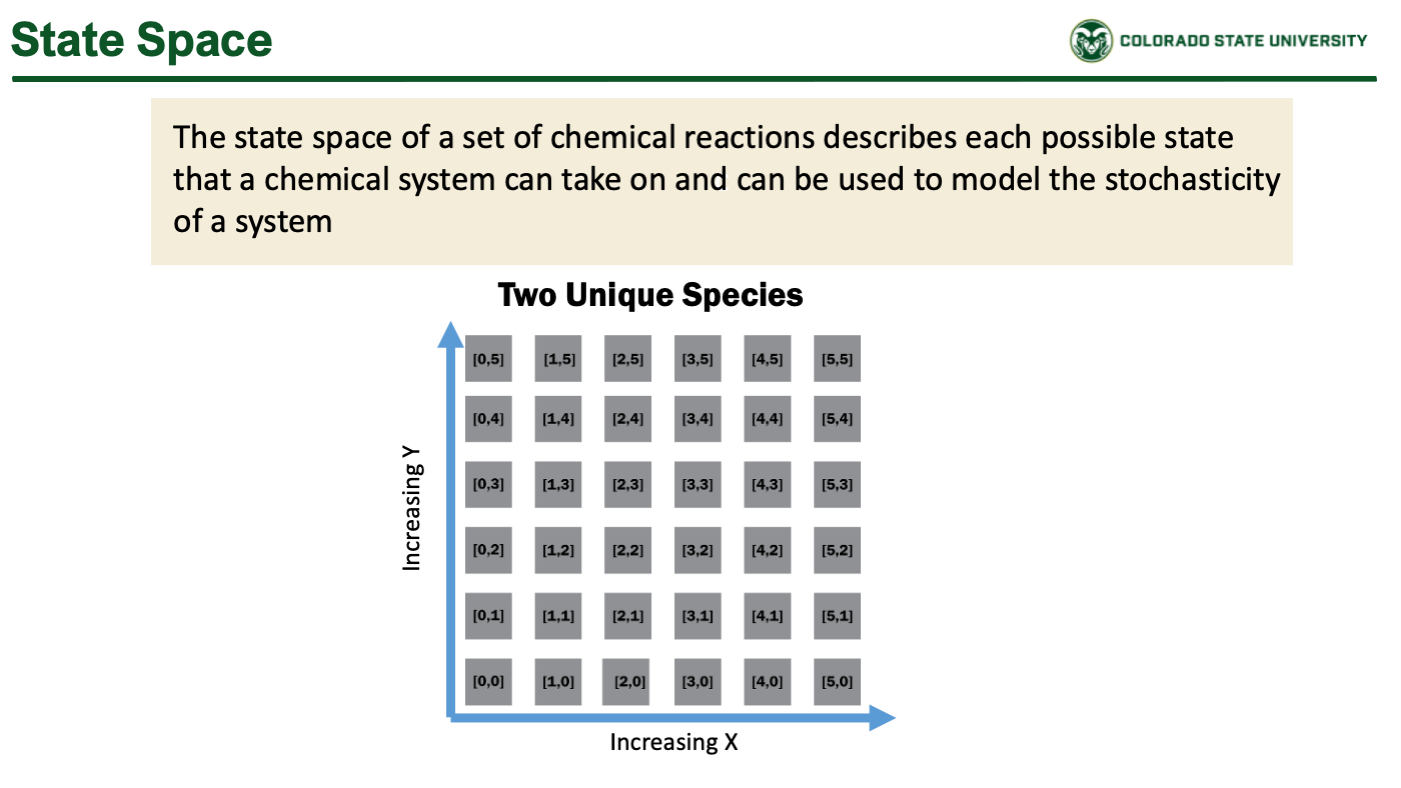 State Space
COLORADO STATE UNIVERSITY
The state space of a set of chemical reactions describes each possible state
that a chemical system can take on and can be used to model the stochasticity
of a system
Two Unique Species
[0,5] [1,5] [2,5] [3,5] [4,5] [5,5]
[0,4] [1,4] [2,4] [3,4] [4,4] [5,4]
[0,3] [1,3] [2,3] [3,3] [4,3] [5,3]
[0,2] [1,2] [2,2] [3,2] [4,2] [5,2]
[0,1] [1,1] [2,1] [3,1] [4,1] [5,1]
[0,0] [1,0] [2,0] [3,0] [4,0] [5,0]
Increasing Y
Increasing X